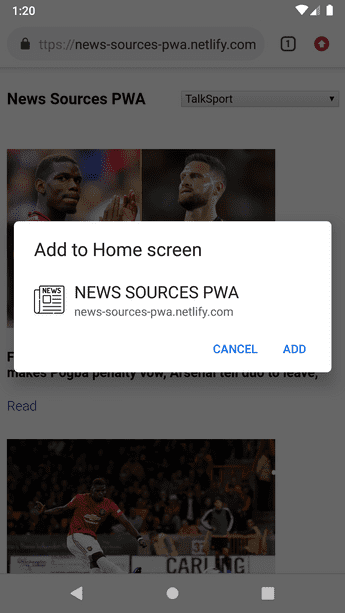 1:20
ttps://news-sources-pwa.netlify.com
1
News Sources PWA
TalkSport
Add to Home screen
NEWS
NEWS SOURCES PWA
news-sources-pwa.netlify.com
CANCEL ADD
F
makes Pogba penalty vow, Arsenal tell duo to leave,
Read
CARLING